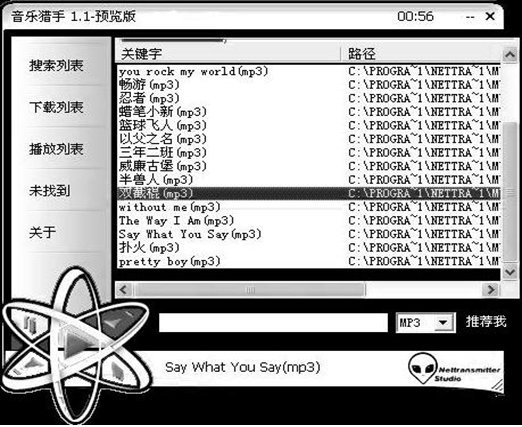 音乐猎手 1.1-预览版 00:56
搜索列表
下载列表
播放列表
未找到
关于
关键字 路径
you rock my world(mp3) C:\PROGRA~1\NETTRA~1\M
畅游(mp3) C:\PROGRA~1\NETTRA~1\M
忍者(mp3) C:\PROGRA~1\NETTRA~1\M
蜡笔小新(mp3) C:\PROGRA~1\NETTRA~1\M
篮球飞人(mp3) C:\PROGRA~1\NETTRA~1\M
以父之名(mp3) C:\PROGRA~1\NETTRA~1\M
三年二班(mp3) C:\PROGRA~1\NETTRA~1\M
威廉古堡(mp3) C:\PROGRA~1\NETTRA~1\M
半兽人(mp3) C:\PROGRA~1\NETTRA~1\M
双截棍(mp3) C:\PROGRA~1\NETTRA~1\M
without me(mp3) C:\PROGRA~1\NETTRA~1\M
The Way I Am(mp3) C:\PROGRA~1\NETTRA~1\M
Say What You Say(mp3) C:\PROGRA~1\NETTRA~1\M
扑火(mp3) C:\PROGRA~1\NETTRA~1\M
pretty boy(mp3) C:\PROGRA~1\NETTRA~1\M
MP3 推荐我
Say What You Say(mp3)
Nettransmitter
Studio